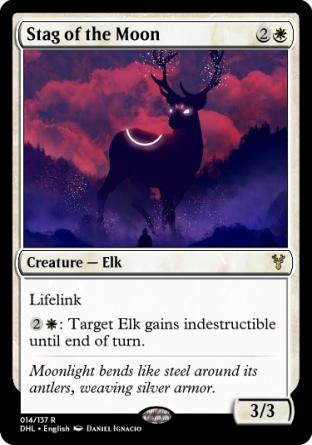 Stag of the Moon 2
Creature — Elk
Lifelink
2 : Target Elk gains indestructible
until end of turn.
Moonlight bends like steel around its
antlers, weaving silver armor.
3/3
014/137 R
DHL • English Daniel Ignacio